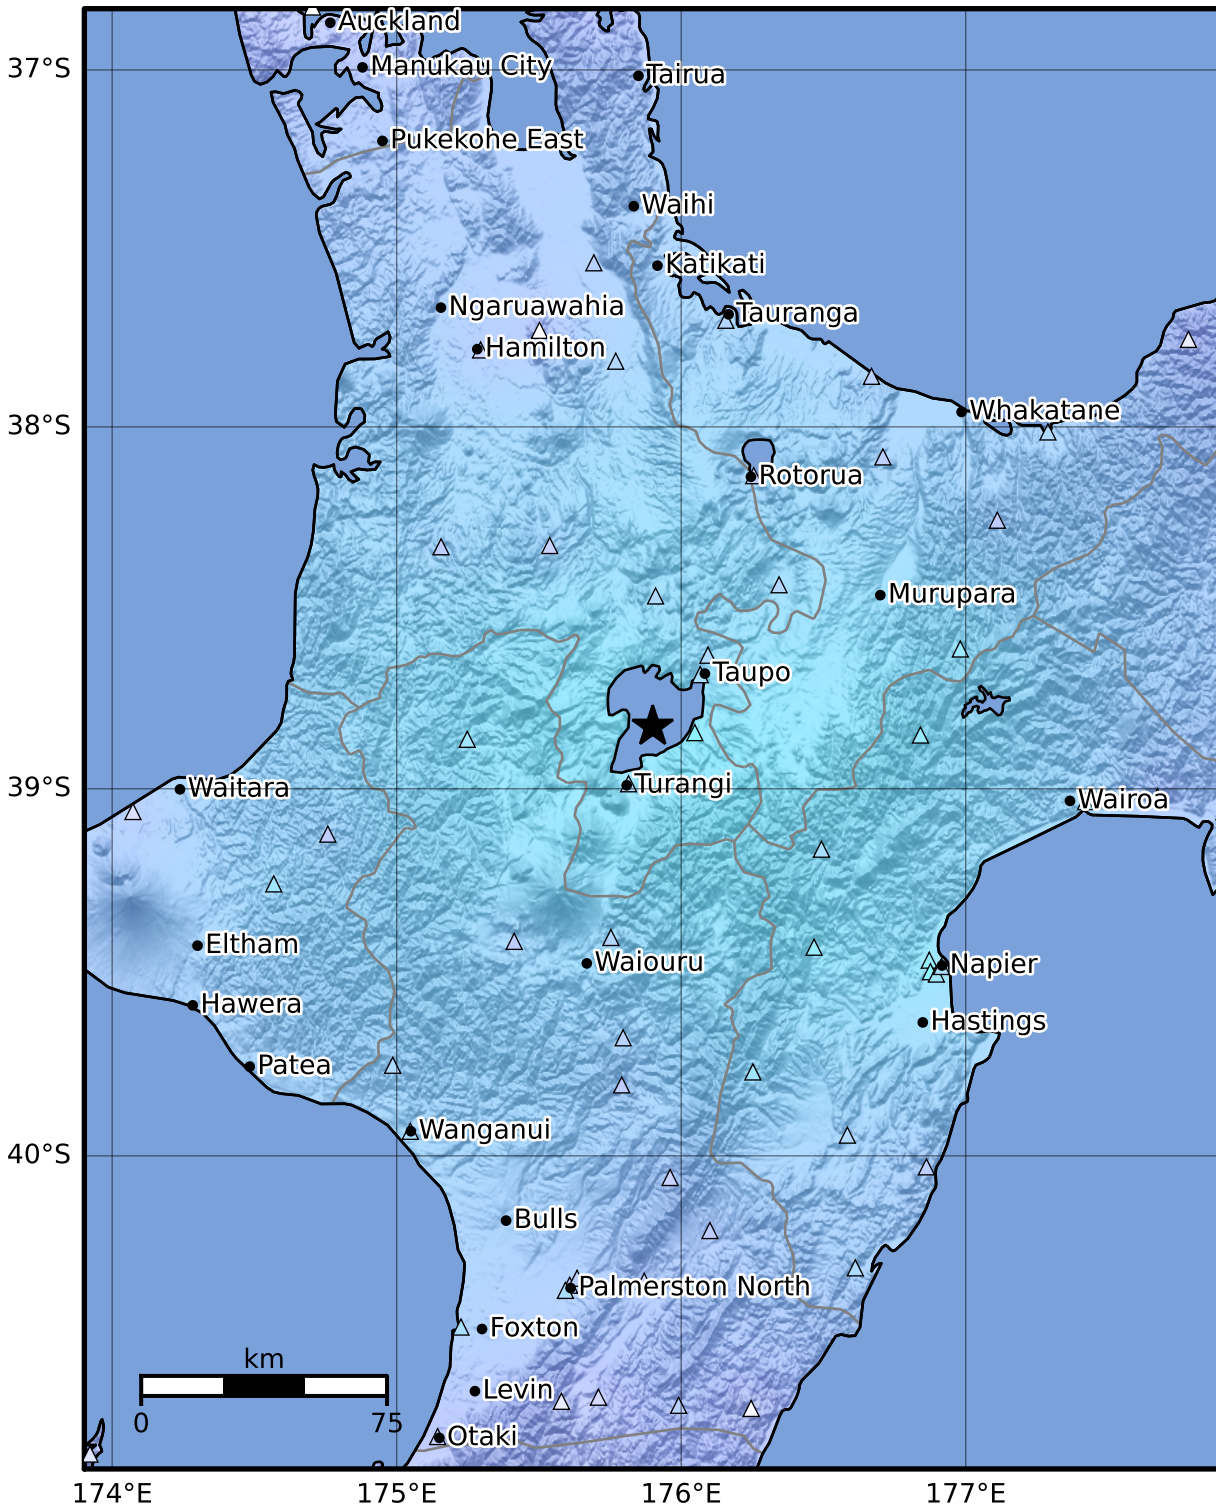 Auckland
37°S
Manukau City
Tairua
Pukekohe East
Waihi
Katikati
Ngaruawahia
Tauranga
Hamilton
Whakatane
38°S
Rotorua
Murupara
Taupo
39°S
Waitara
Turangi
Wairoa
Eltham
Waiouru
Napier
Hawera
Hastings
Patea
Wanganui
40°S
Bulls
Palmerston North
Foxton
km
Levin
0
75
Otaki
174°E
175°E
176°E
177°E